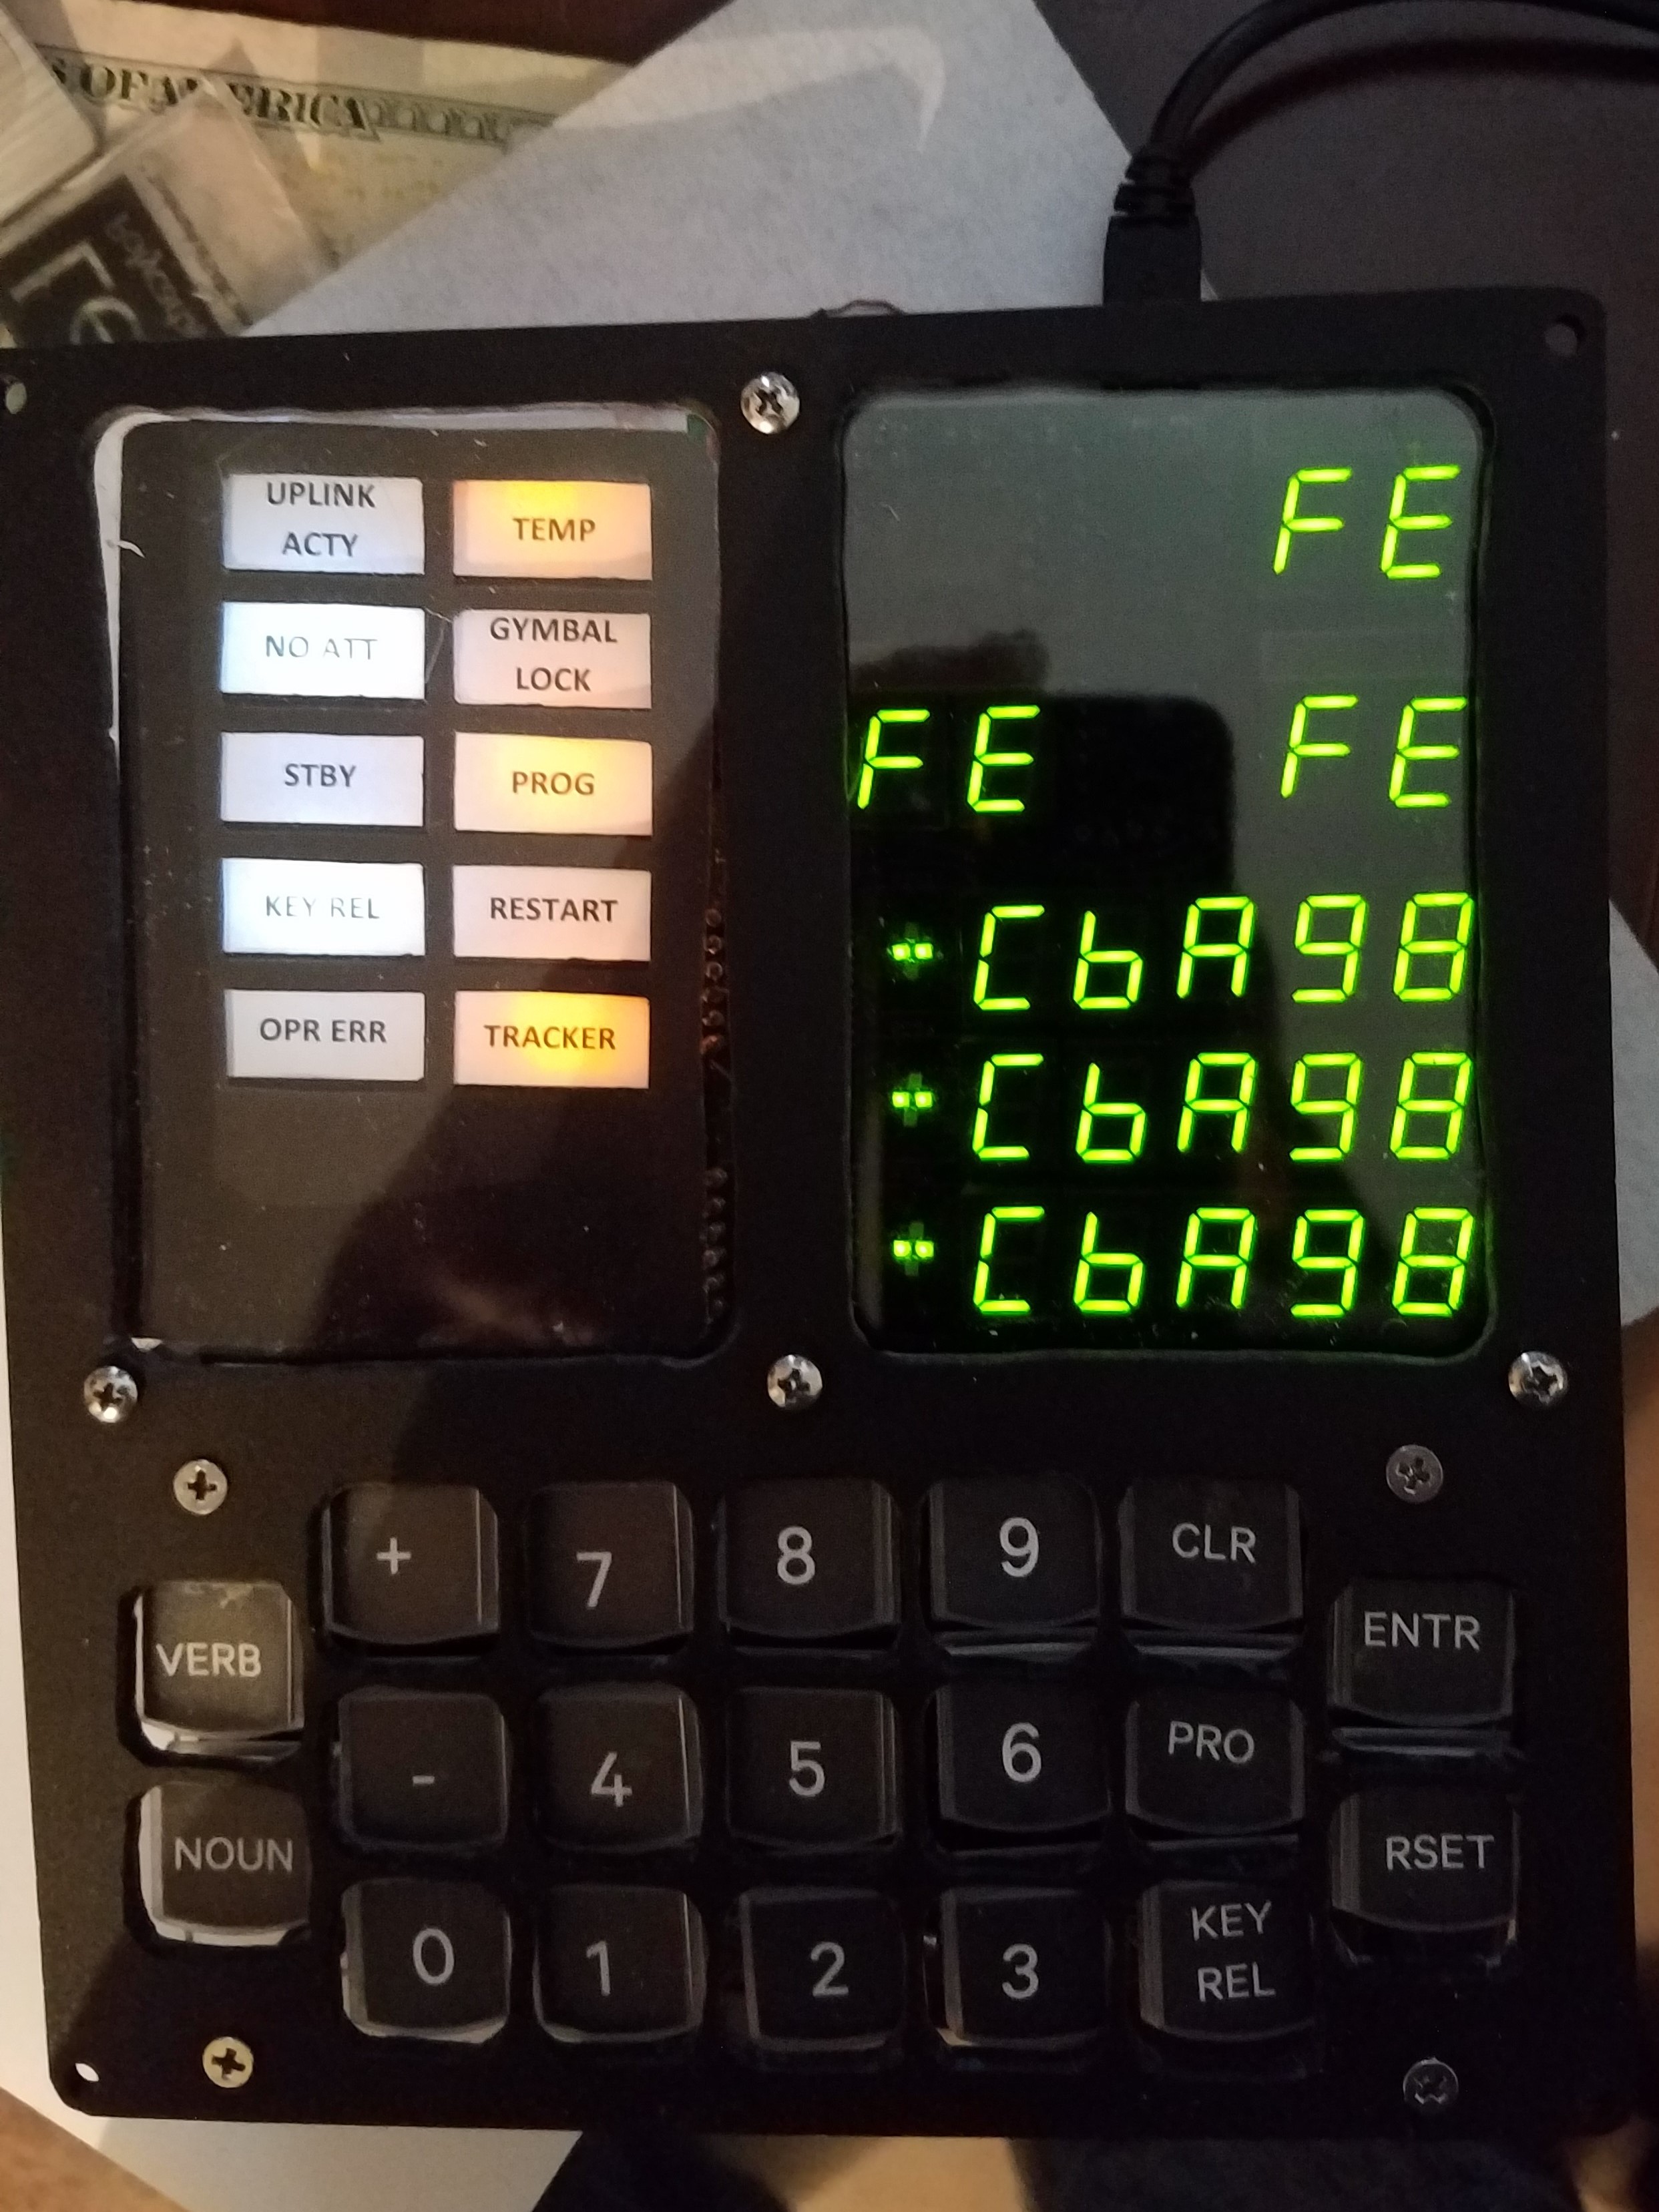 S OF AMERICA
UPLINK
ACTY
TEMP
NO ATT
GYMBAL
LOCK
STBY
PROG
KEY REL
RESTART
OPR ERR
TRACKER
FE
FE FE
CbA98
CbA98
CbA98
+ 7 8 9 CLR
VERB
ENTR
- 4 5 6 PRO
NOUN
RSET
0 1 2 3 KEY
REL